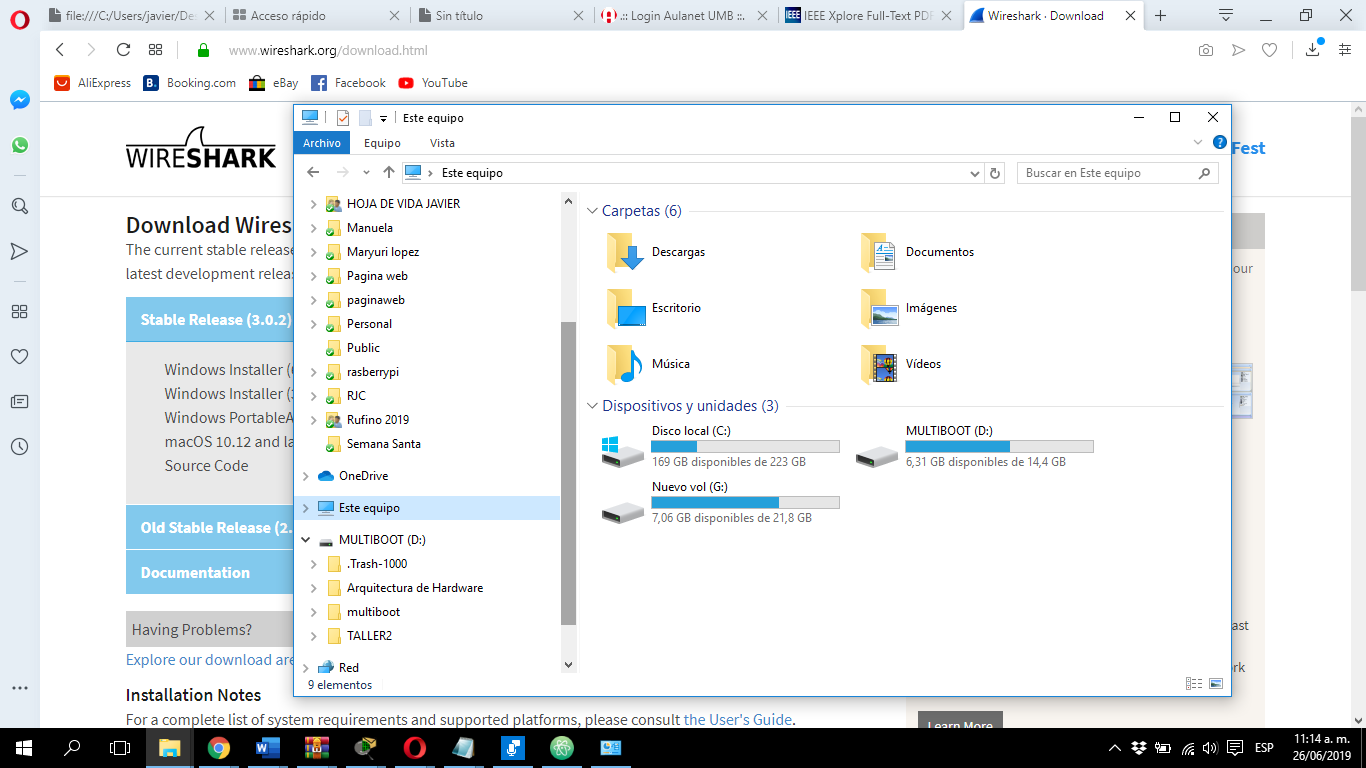 file:///C:/Users/javier/Des
Acceso rápido
Sin título
.:: Login Aulanet UMB ::.
IEEE Xplore Full-Text PDF
Wireshark · Download
www.wireshark.org/download.html
AliExpress
Booking.com
eBay
Facebook
YouTube
WIRESHARK
Fest
Download Wires
The current stable release
latest development relea
our
Stable Release (3.0.2)
Windows Installer (
Windows Installer (
Windows PortableA
macOS 10.12 and la
Source Code
Old Stable Release (2.
Documentation
Having Problems?
Explore our download are
Installation Notes
For a complete list of system requirements and supported platforms, please consult the User's Guide.
ast
ork
Learn More
Este equipo
Archivo
Equipo
Vista
Este equipo
Buscar en Este equipo
HOJA DE VIDA JAVIER
Manuela
Maryuri lopez
Pagina web
paginaweb
Personal
Public
rasberrypi
RJC
Rufino 2019
Semana Santa
OneDrive
Este equipo
MULTIBOOT (D:)
.Trash-1000
Arquitectura de Hardware
multiboot
TALLER2
Red
9 elementos
Carpetas (6)
Descargas
Documentos
Escritorio
Imágenes
Música
Vídeos
Dispositivos y unidades (3)
Disco local (C:)
169 GB disponibles de 223 GB
MULTIBOOT (D:)
6,31 GB disponibles de 14,4 GB
Nuevo vol (G:)
7,06 GB disponibles de 21,8 GB
ESP
11:14 a. m.
26/06/2019